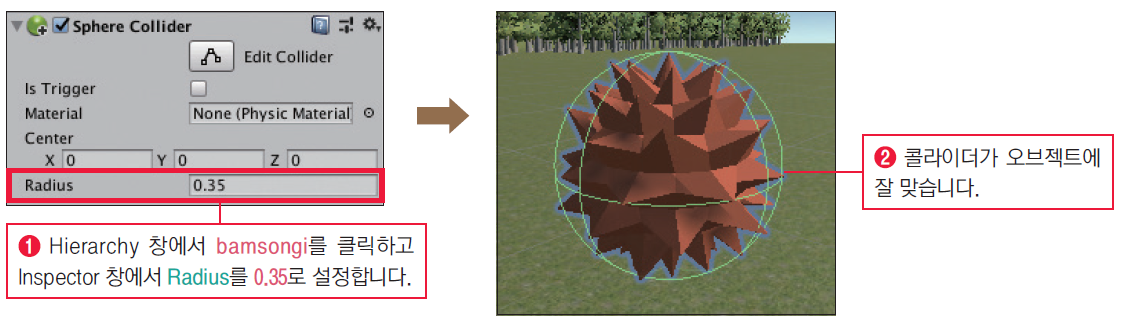 Sphere Collider
Edit Collider
Is Trigger
Material None (Physic Material
Center
X 0 Y 0 Z 0
Radius 0.35
❶ Hierarchy 창에서 bamsongi를 클릭하고
Inspector 창에서 Radius를 0.35로 설정합니다.
❷ 콜라이더가 오브젝트에
잘 맞습니다.